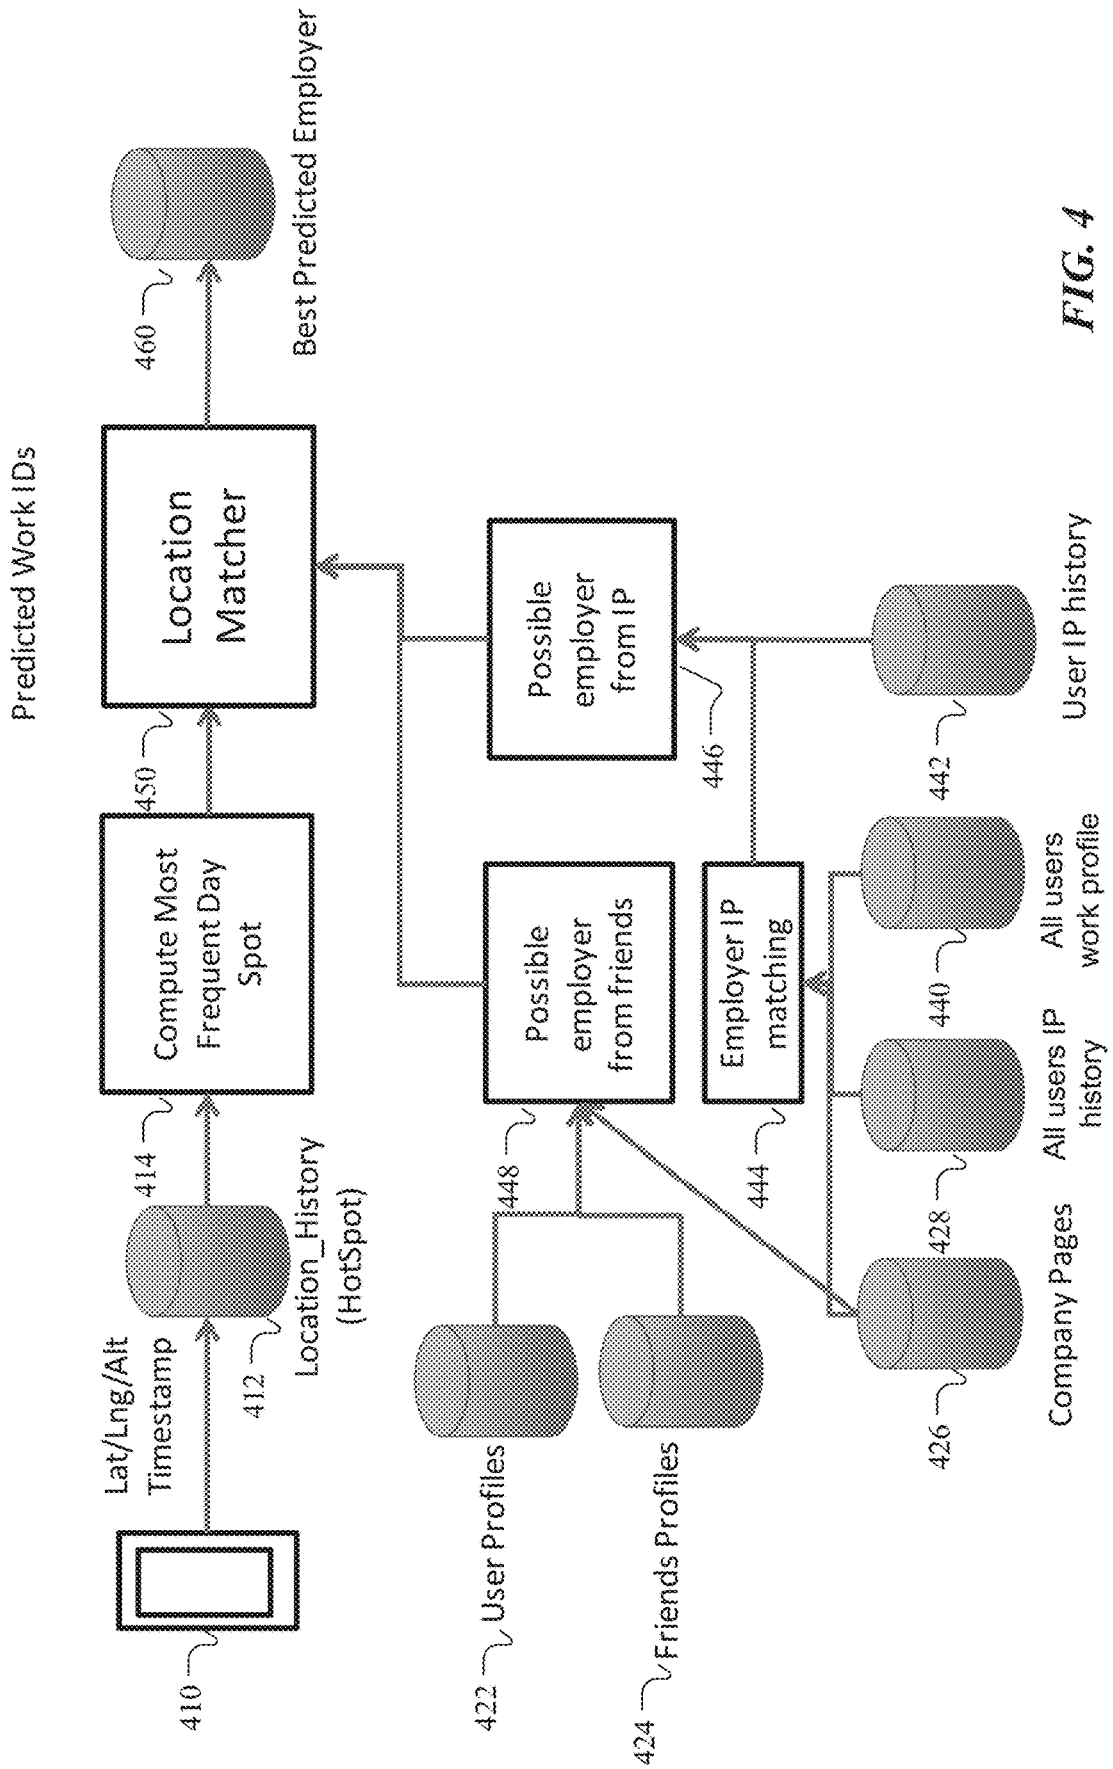 Predicted Work IDs
410
Lat/Lng/Alt
Timestamp
412
Location_History
(HotSpot)
414
Compute Most
Frequent Day
Spot
450
Location
Matcher
460
Best Predicted Employer
422
User Profiles
424
Friends Profiles
448
Possible
employer
from friends
446
Possible
employer
from IP
444
Employer IP
matching
426
Company Pages
428
All users IP
history
440
All users
work profile
442
User IP history
FIG. 4